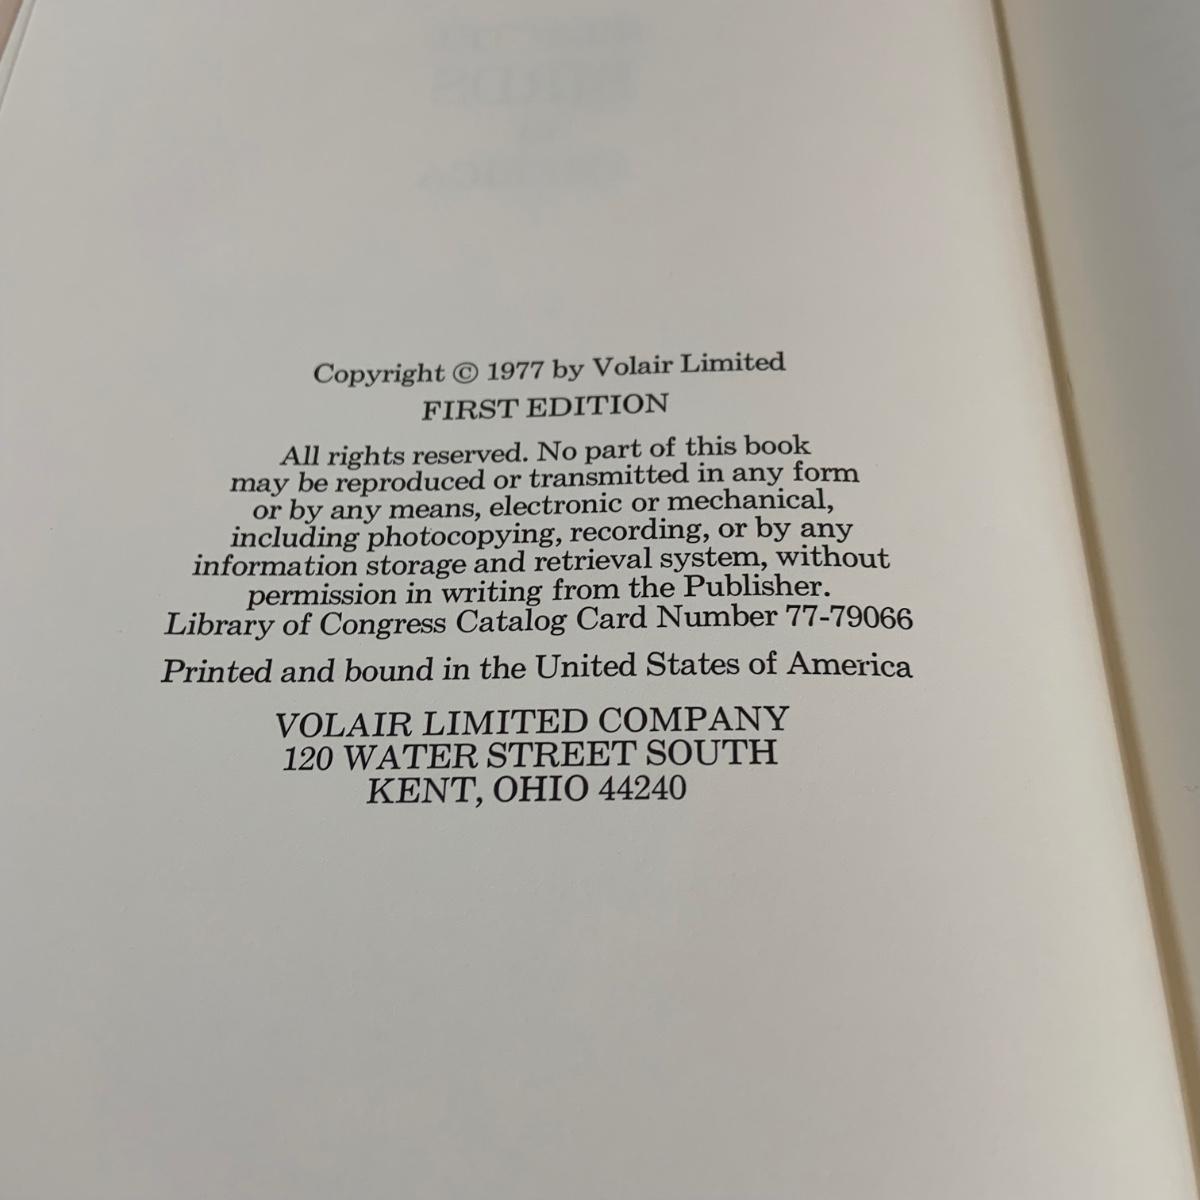 Copyright © 1977 by Volair Limited
FIRST EDITION
All rights reserved. No part of this book
may be reproduced or transmitted in any form
or by any means, electronic or mechanical,
including photocopying, recording, or by any
information storage and retrieval system, without
permission in writing from the Publisher.
Library of Congress Catalog Card Number 77-79066
Printed and bound in the United States of America
VOLAIR LIMITED COMPANY
120 WATER STREET SOUTH
KENT, OHIO 44240